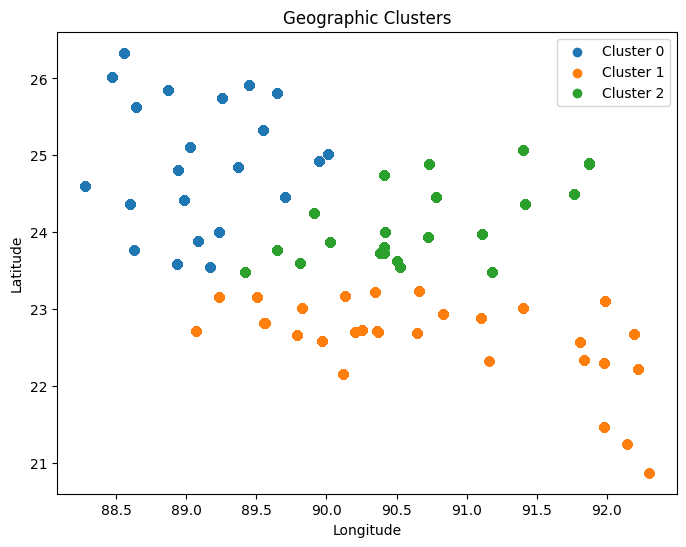 Geographic Clusters
Cluster 0
Cluster 1
Cluster 2
Latitude
26
25
24
23
22
21
88.5 89.0 89.5 90.0 90.5 91.0 91.5 92.0
Longitude